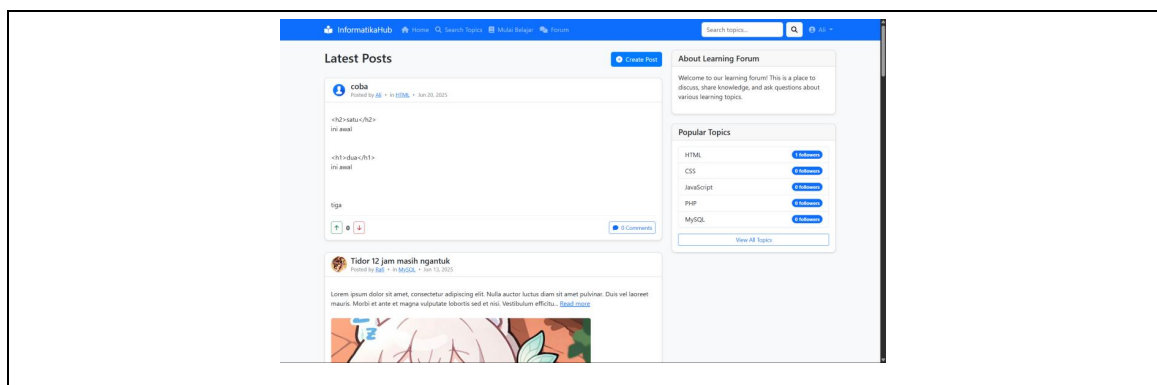 InformatikaHub Home Search Topics Mulai Belajar Forum Search topics... Ali
Latest Posts
Create Post
coba
Posted by Ali • in HTML • Jun 20, 2025
<h2>satu</h2>
ini awal
<h1>dua</h1>
ini awal
tiga
0
0 Comments
Tidor 12 jam masih ngantuk
Posted by Rafi • in MySQL • Jun 13, 2025
Lorem ipsum dolor sit amet, consectetur adipiscing elit. Nulla auctor luctus diam sit amet pulvinar. Duis vel laoreet
mauris. Morbi et ante et magna vulputate lobortis sed et nisi. Vestibulum efficitu... Read more
About Learning Forum
Welcome to our learning forum! This is a place to
discuss, share knowledge, and ask questions about
various learning topics.
Popular Topics
HTML 1 followers
CSS 0 followers
JavaScript 0 followers
PHP 0 followers
MySQL 0 followers
View All Topics